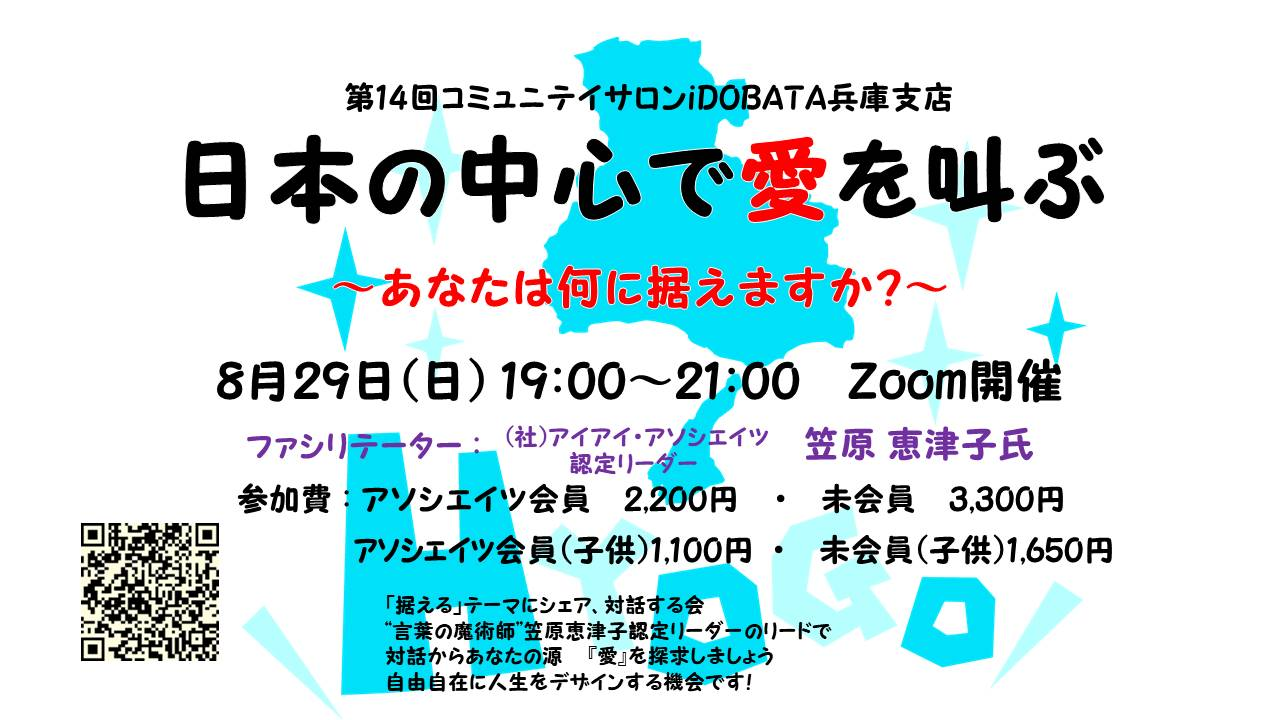 第14回コミュニテイサロンiDOBATA兵庫支店
日本の中心で愛を叫ぶ
～あなたは何に据えますか?～
8月29日(日) 19:00～21:00　Zoom開催
ファシリテーター： (社)アイアイ・アソシエイツ 認定リーダー　笠原 恵津子氏
参加費：アソシエイツ会員　2,200円　・　未会員　3,300円
アソシエイツ会員(子供)1,100円 ・　未会員(子供)1,650円
「据える」テーマにシェア、対話する会
“言葉の魔術師”笠原恵津子認定リーダーのリードで
対話からあなたの源　『愛』を探求しましょう
自由自在に人生をデザインする機会です!
HYOGO